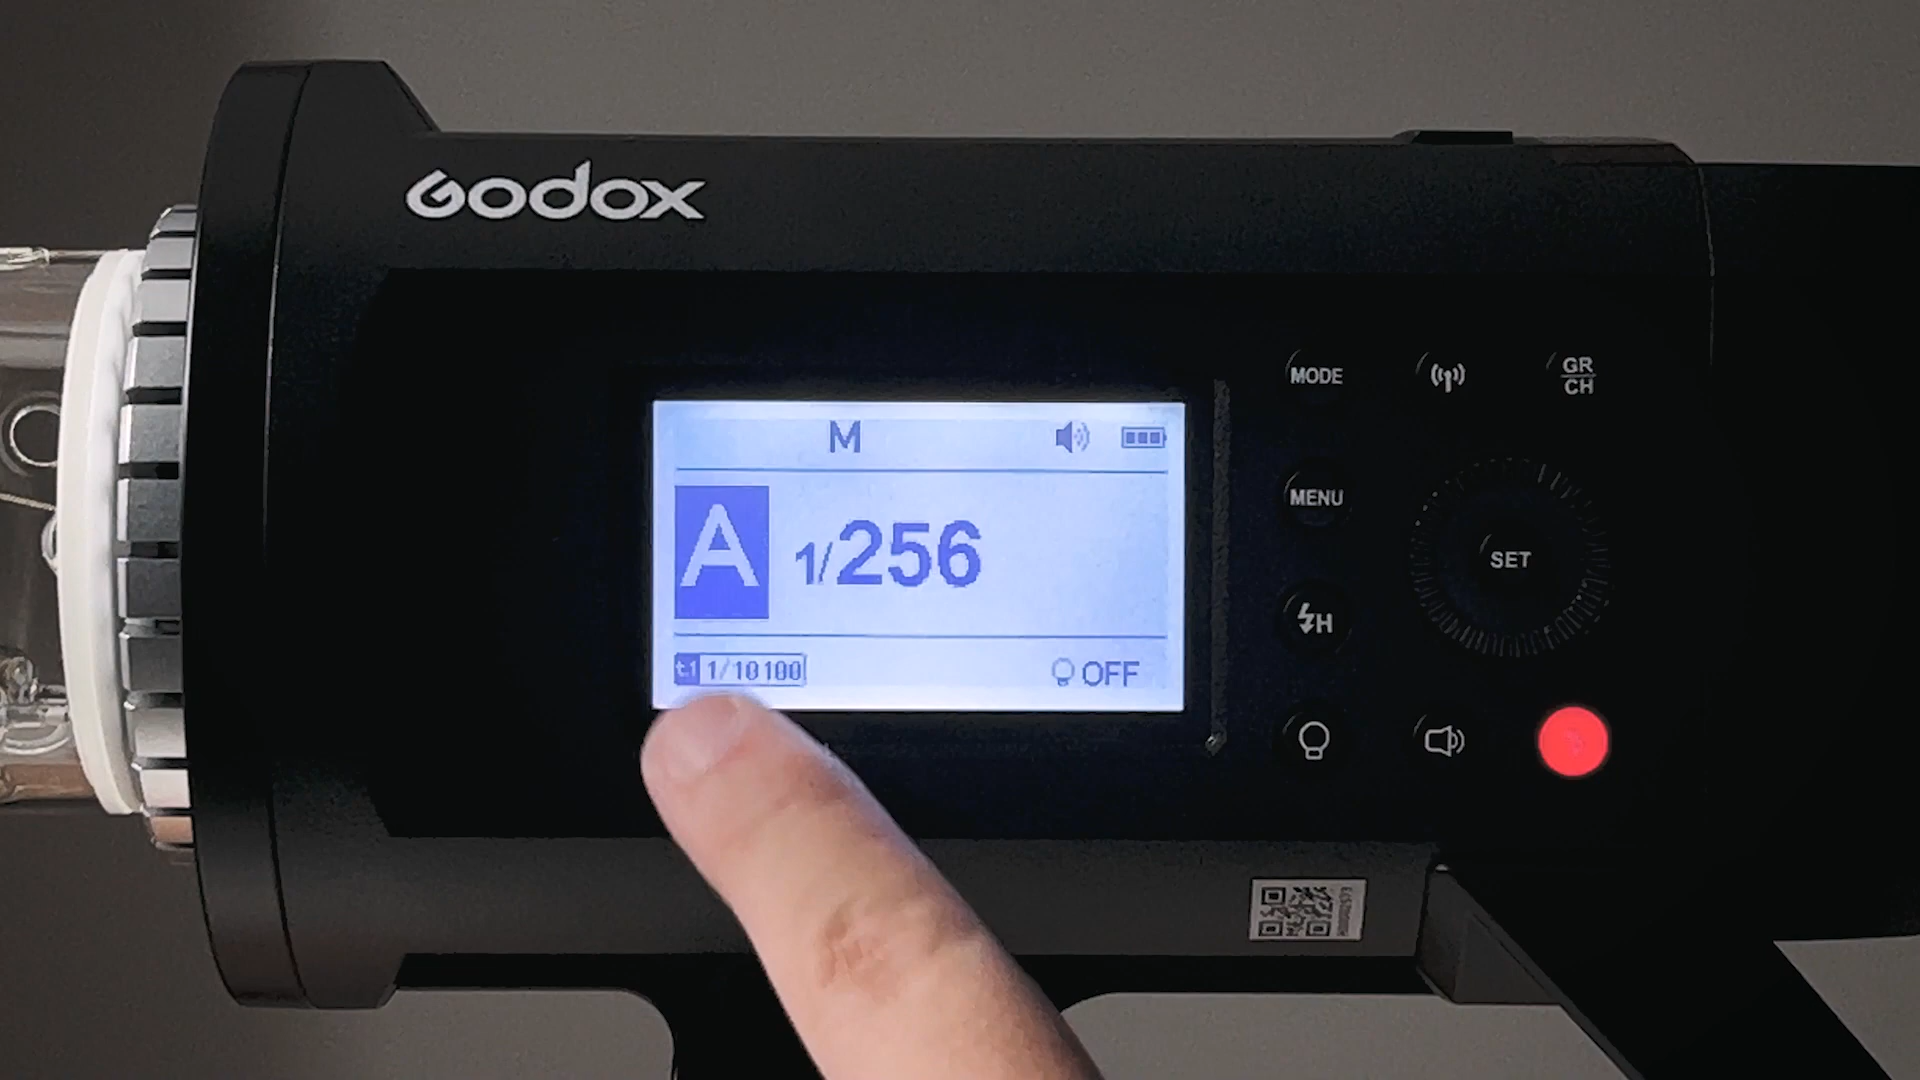 Godox
M
A 1/256
t.1 1/10100
OFF
MODE
GR
CH
MENU
SET
H